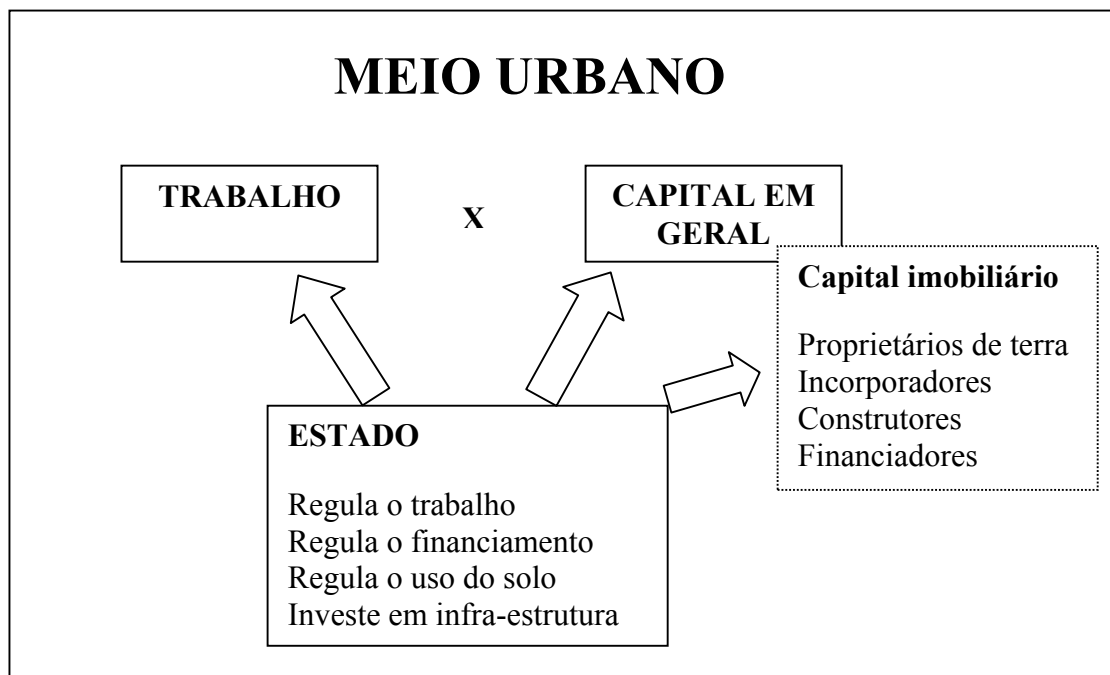 MEIO URBANO
TRABALHO
X
CAPITAL EM
GERAL
Capital imobiliário
Proprietários de terra
Incorporadores
Construtores
Financiadores
ESTADO
Regula o trabalho
Regula o financiamento
Regula o uso do solo
Investe em infra-estrutura